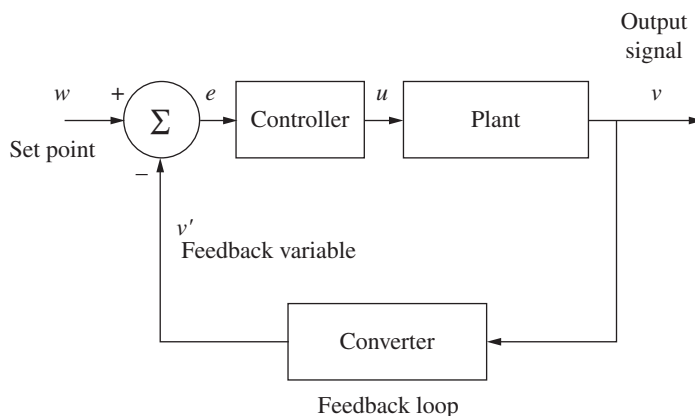 Output
signal
w + e u v
Σ Controller Plant
Set point
−
v′
Feedback variable
Converter
Feedback loop